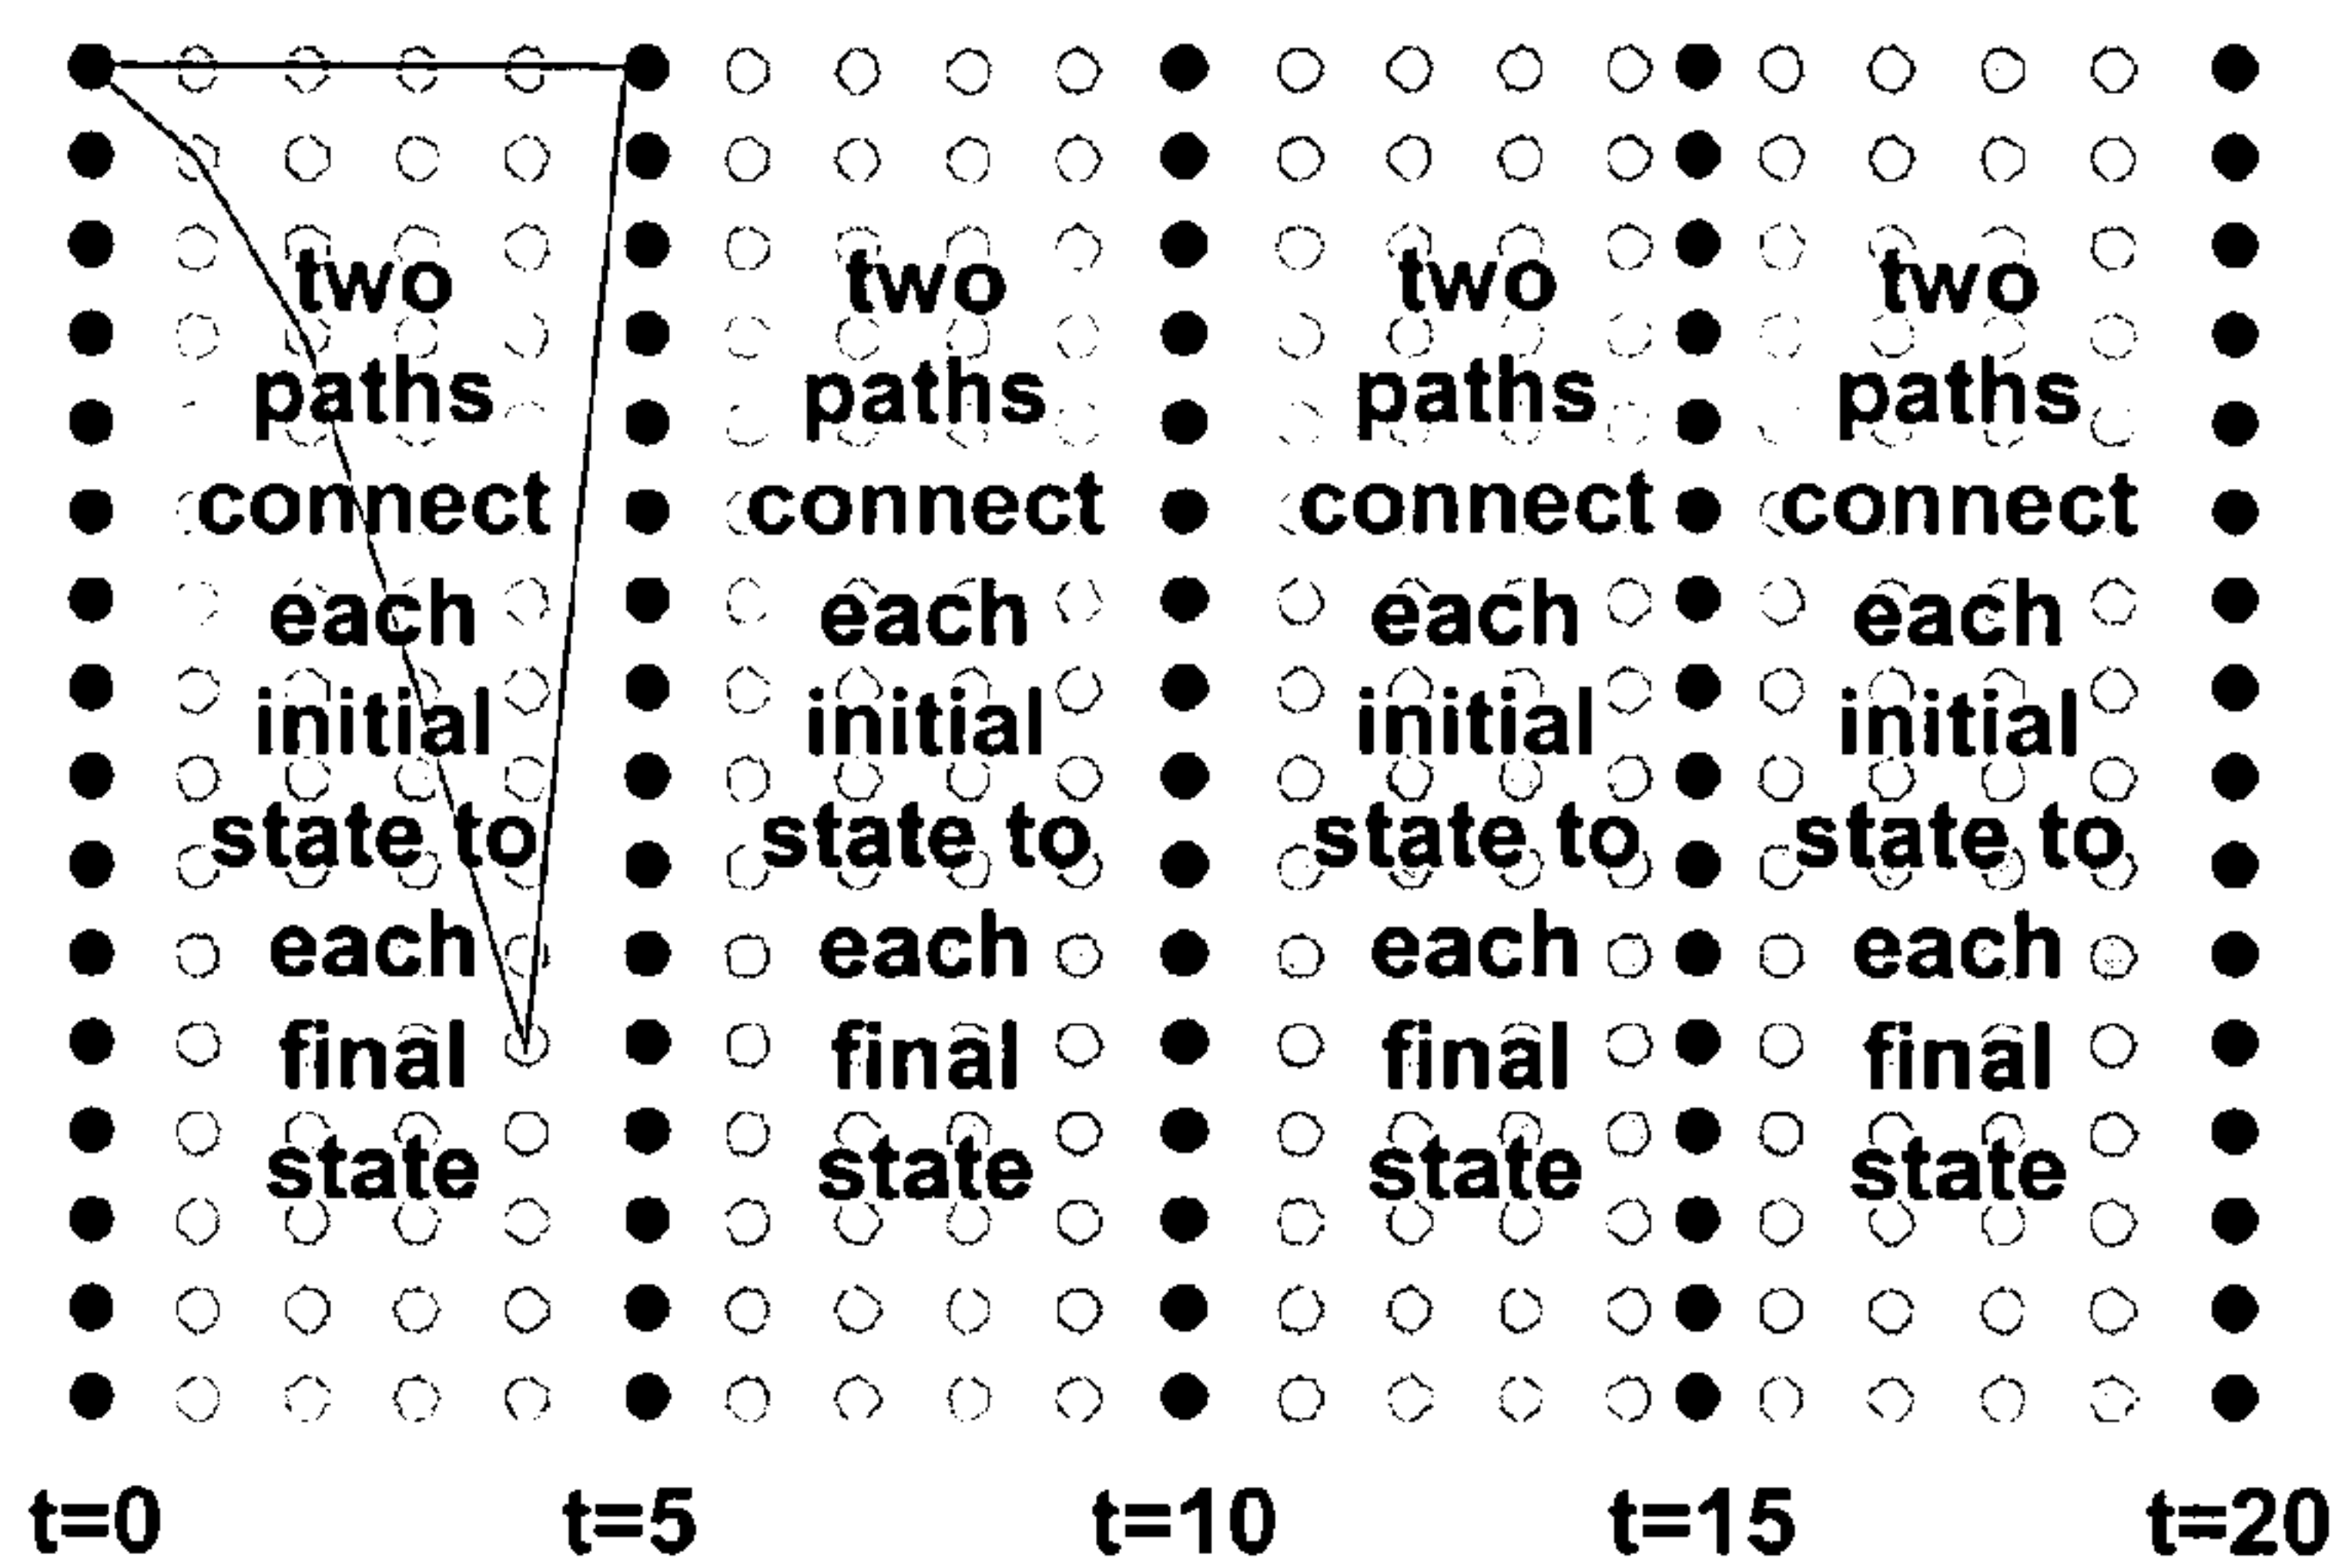 two
paths
connect
each
initial
state to
each
final
state
two
paths
connect
each
initial
state to
each
final
state
two
paths
connect
each
initial
state to
each
final
state
two
paths
connect
each
initial
state to
each
final
state
t=0 t=5 t=10 t=15 t=20